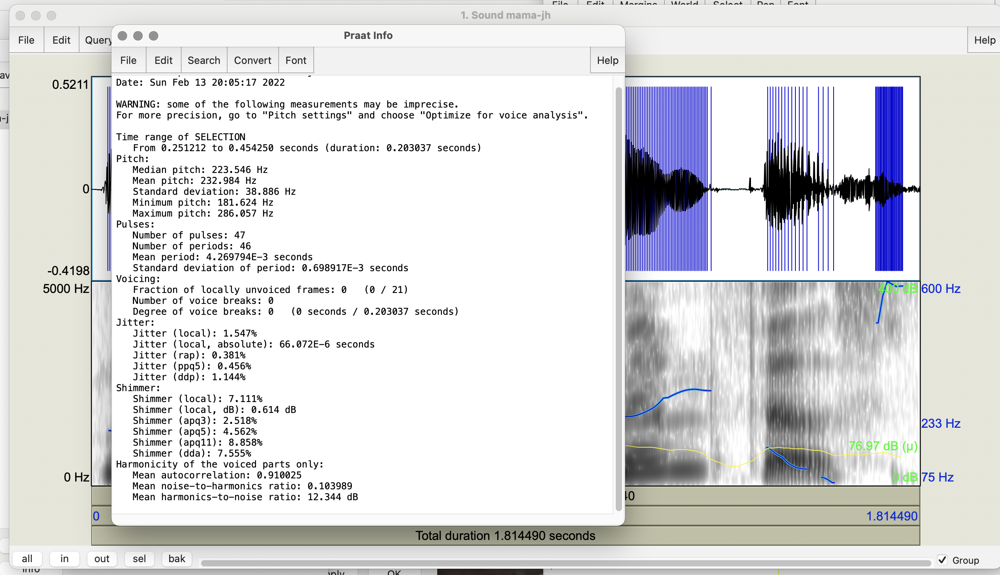 File Edit Margins World Select Pen Font
1. Sound mama-jh
File Edit Query
Help
Praat Info
File Edit Search Convert Font Help
Date: Sun Feb 13 20:05:17 2022
WARNING: some of the following measurements may be imprecise.
For more precision, go to "Pitch settings" and choose "Optimize for voice analysis".
Time range of SELECTION
From 0.251212 to 0.454250 seconds (duration: 0.203037 seconds)
Pitch:
Median pitch: 223.546 Hz
Mean pitch: 232.984 Hz
Standard deviation: 38.886 Hz
Minimum pitch: 181.624 Hz
Maximum pitch: 286.057 Hz
Pulses:
Number of pulses: 47
Number of periods: 46
Mean period: 4.269794E-3 seconds
Standard deviation of period: 0.698917E-3 seconds
Voicing:
Fraction of locally unvoiced frames: 0 (0 / 21)
Number of voice breaks: 0
Degree of voice breaks: 0 (0 seconds / 0.203037 seconds)
Jitter:
Jitter (local): 1.547%
Jitter (local, absolute): 66.072E-6 seconds
Jitter (rap): 0.381%
Jitter (ppq5): 0.456%
Jitter (ddp): 1.144%
Shimmer:
Shimmer (local): 7.111%
Shimmer (local, dB): 0.614 dB
Shimmer (apq3): 2.518%
Shimmer (apq5): 4.562%
Shimmer (apq11): 8.858%
Shimmer (dda): 7.555%
Harmonicity of the voiced parts only:
Mean autocorrelation: 0.910025
Mean noise-to-harmonics ratio: 0.103989
Mean harmonics-to-noise ratio: 12.344 dB
0.5211
0
-0.4198
5000 Hz
0 Hz
400 dB 600 Hz
233 Hz
76.97 dB (µ)
0 dB 75 Hz
0 1.814490
Total duration 1.814490 seconds
all in out sel bak
Group
Info
OK